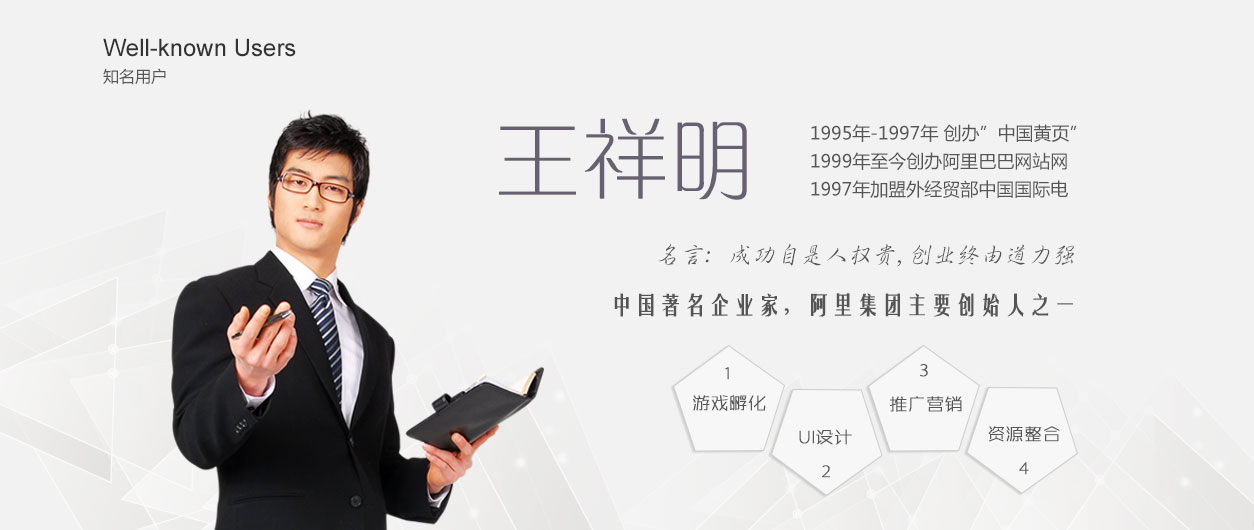 Well-known Users
知名用户
王祥明
1995年-1997年 创办”中国黄页”
1999年至今创办阿里巴巴网站网
1997年加盟外经贸部中国国际电
名言：成功自是人权贵,创业终由道力强
中国著名企业家，阿里集团主要创始人之一
1
游戏孵化
UI设计
2
3
推广营销
资源整合
4